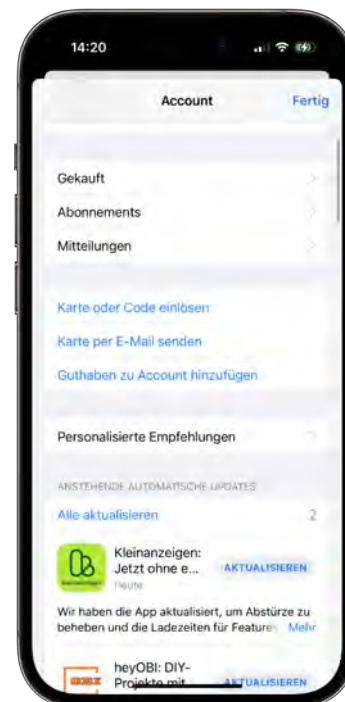 14:20
Account
Fertig
Gekauft
Abonnements
Mitteilungen
Karte oder Code einlösen
Karte per E-Mail senden
Guthaben zu Account hinzufügen
Personalisierte Empfehlungen
ANSTEHENDE AUTOMATISCHE UPDATES
Alle aktualisieren
2
Kleinanzeigen:
Jetzt ohne e...
AKTUALISIEREN
Heute
Wir haben die App aktualisiert, um Abstürze zu
beheben und die Ladezeiten für Feature
Mehr
OBI
heyOBI: DIY-
Projekte mit
AKTUALISIEREN